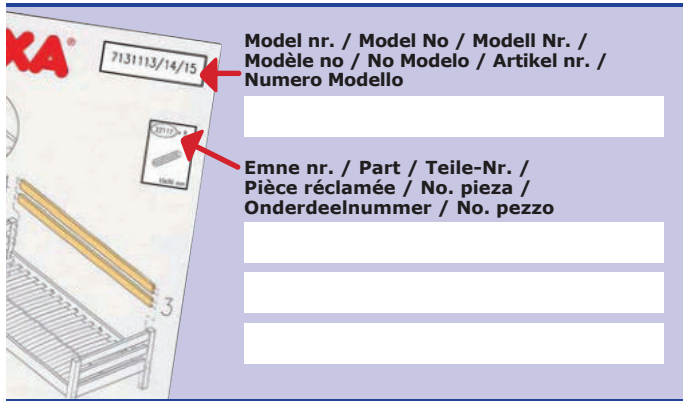 XA®
7131113/14/15
Model nr. / Model No / Modell Nr. /
Modèle no / No Modelo / Artikel nr. /
Numero Modello
22117
Emne nr. / Part / Teile-Nr. /
Pièce réclamée / No. pieza /
Onderdeelnummer / No. pezzo
3